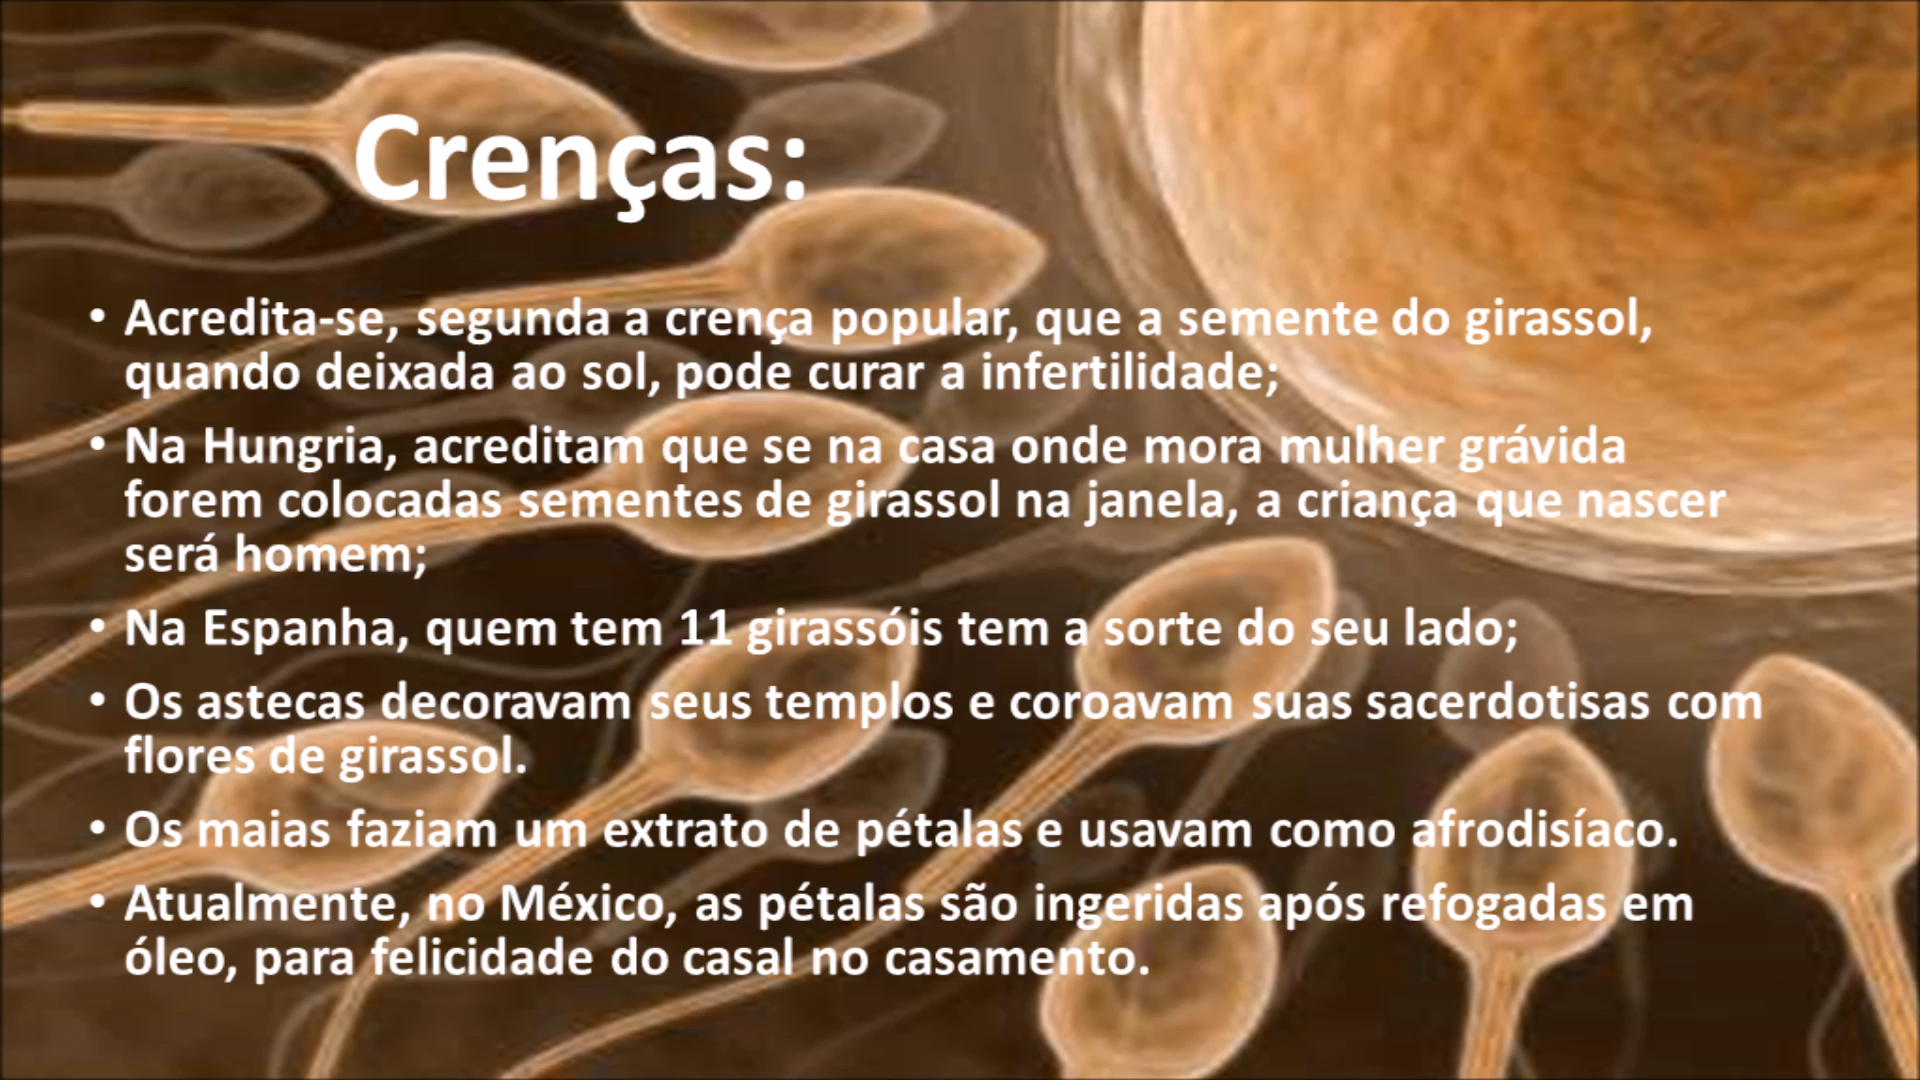 Crenças:
• Acredita-se, segunda a crença popular, que a semente do girassol,
quando deixada ao sol, pode curar a infertilidade;
• Na Hungria, acreditam que se na casa onde mora mulher grávida
forem colocadas sementes de girassol na janela, a criança que nascer
será homem;
• Na Espanha, quem tem 11 girassóis tem a sorte do seu lado;
• Os astecas decoravam seus templos e coroavam suas sacerdotisas com
flores de girassol.
• Os maias faziam um extrato de pétalas e usavam como afrodisíaco.
• Atualmente, no México, as pétalas são ingeridas após refogadas em
óleo, para felicidade do casal no casamento.